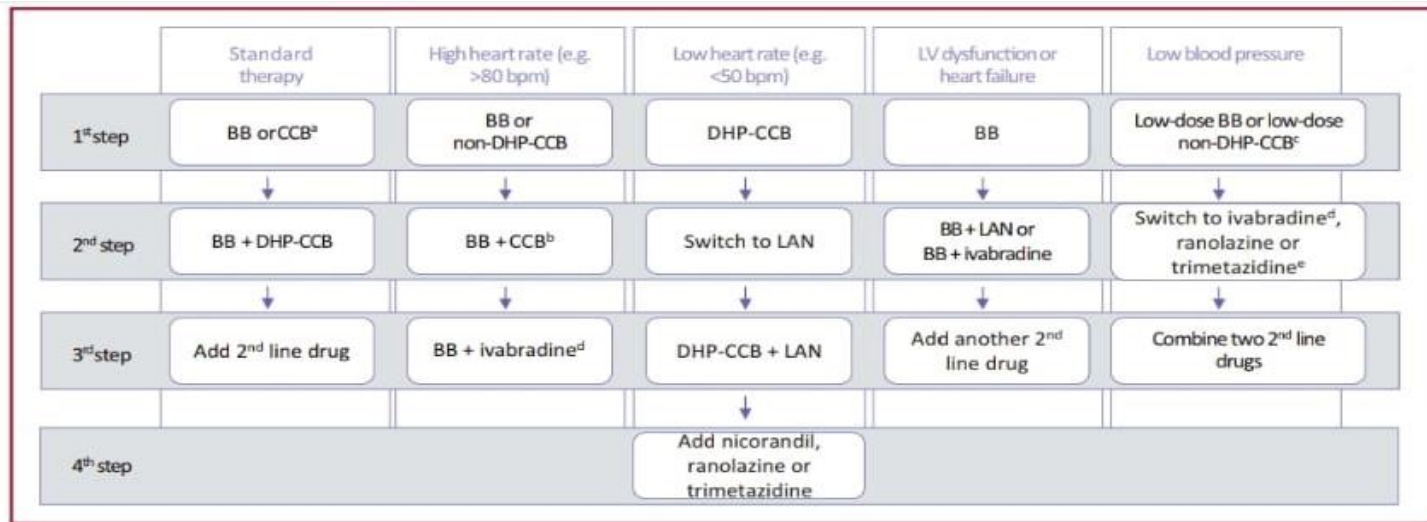 Standard
therapy
High heart rate (e.g.
>80 bpm)
Low heart rate (e.g.
<50 bpm)
LV dysfunction or
heart failure
Low blood pressure
1st step
BB or CCBᵃ
BB or
non-DHP-CCB
DHP-CCB
BB
Low-dose BB or low-dose
non-DHP-CCBᶜ
2nd step
BB + DHP-CCB
BB + CCBᵇ
Switch to LAN
BB + LAN or
BB + ivabradine
Switch to ivabradineᵈ,
ranolazine or
trimetazidineᵉ
3rd step
Add 2nd line drug
BB + ivabradineᵈ
DHP-CCB + LAN
Add another 2nd
line drug
Combine two 2nd line
drugs
4th step
Add nicorandil,
ranolazine or
trimetazidine